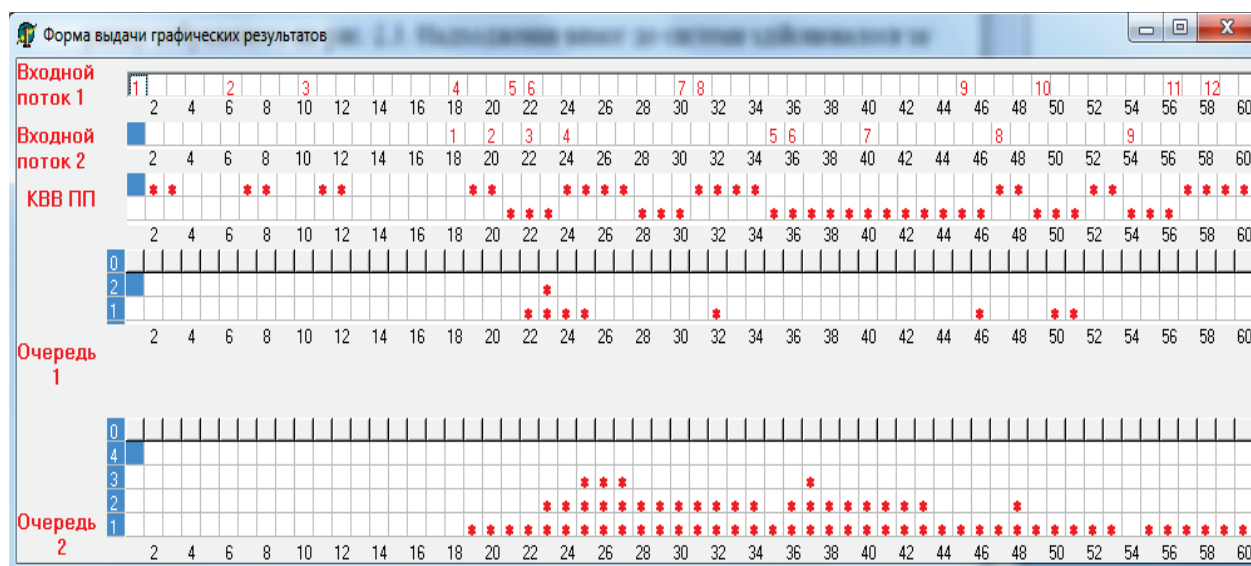 Форма выдачи графических результатов
Входной поток 1
1 2 3 4 5 6 7 8 9 10 11 12
2 4 6 8 10 12 14 16 18 20 22 24 26 28 30 32 34 36 38 40 42 44 46 48 50 52 54 56 58 60
Входной поток 2
1 2 3 4 5 6 7 8 9
2 4 6 8 10 12 14 16 18 20 22 24 26 28 30 32 34 36 38 40 42 44 46 48 50 52 54 56 58 60
КВВ ПП
2 4 6 8 10 12 14 16 18 20 22 24 26 28 30 32 34 36 38 40 42 44 46 48 50 52 54 56 58 60
0
2
1
2 4 6 8 10 12 14 16 18 20 22 24 26 28 30 32 34 36 38 40 42 44 46 48 50 52 54 56 58 60
Очередь
1
0
4
3
2
Очередь 1
2
2 4 6 8 10 12 14 16 18 20 22 24 26 28 30 32 34 36 38 40 42 44 46 48 50 52 54 56 58 60